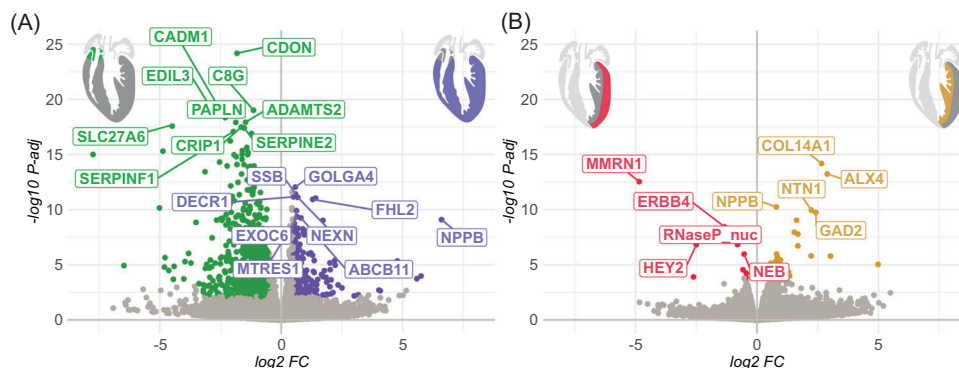 (A)
(B)
CADM1
CDON
EDIL3
C8G
PAPLN
ADAMTS2
SLC27A6
CRIP1
SERPINE2
SERPINF1
SSB
GOLGA4
DECR1
FHL2
EXOC6
NEXN
NPPB
MTRES1
ABCB11
-log10 P-adj
25
20
15
10
5
0
-5
0
5
log2 FC
COL14A1
MMRN1
NTN1
ALX4
ERBB4
NPPB
RNaseP_nuc
GAD2
HEY2
NEB
-log10 P-adj
25
20
15
10
5
0
-5
0
5
log2 FC